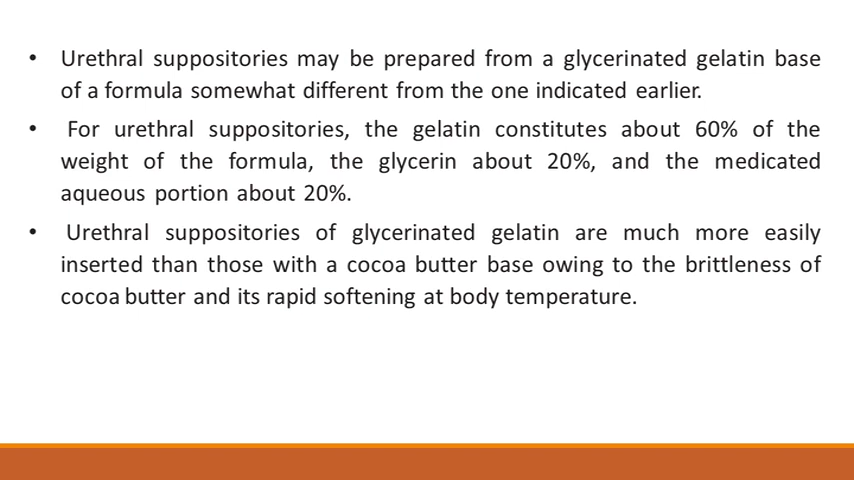 • Urethral suppositories may be prepared from a glycerinated gelatin base
of a formula somewhat different from the one indicated earlier.
• For urethral suppositories, the gelatin constitutes about 60% of the
weight of the formula, the glycerin about 20%, and the medicated
aqueous portion about 20%.
• Urethral suppositories of glycerinated gelatin are much more easily
inserted than those with a cocoa butter base owing to the brittleness of
cocoa butter and its rapid softening at body temperature.